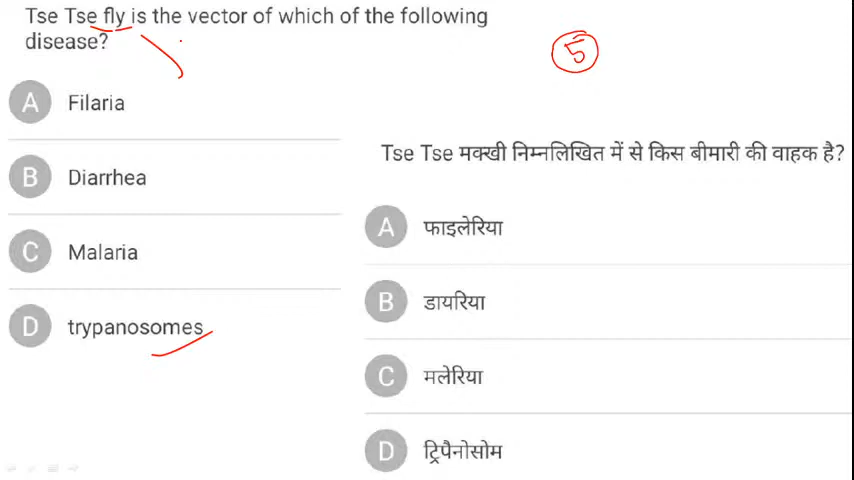 Tse Tse fly is the vector of which of the following
disease?
5
A Filaria
B Diarrhea
C Malaria
D trypanosomes
Tse Tse मक्खी निम्नलिखित में से किस बीमारी की वाहक है?
A फाइलेरिया
B डायरिया
C मलेरिया
D ट्रिपैनोसोम